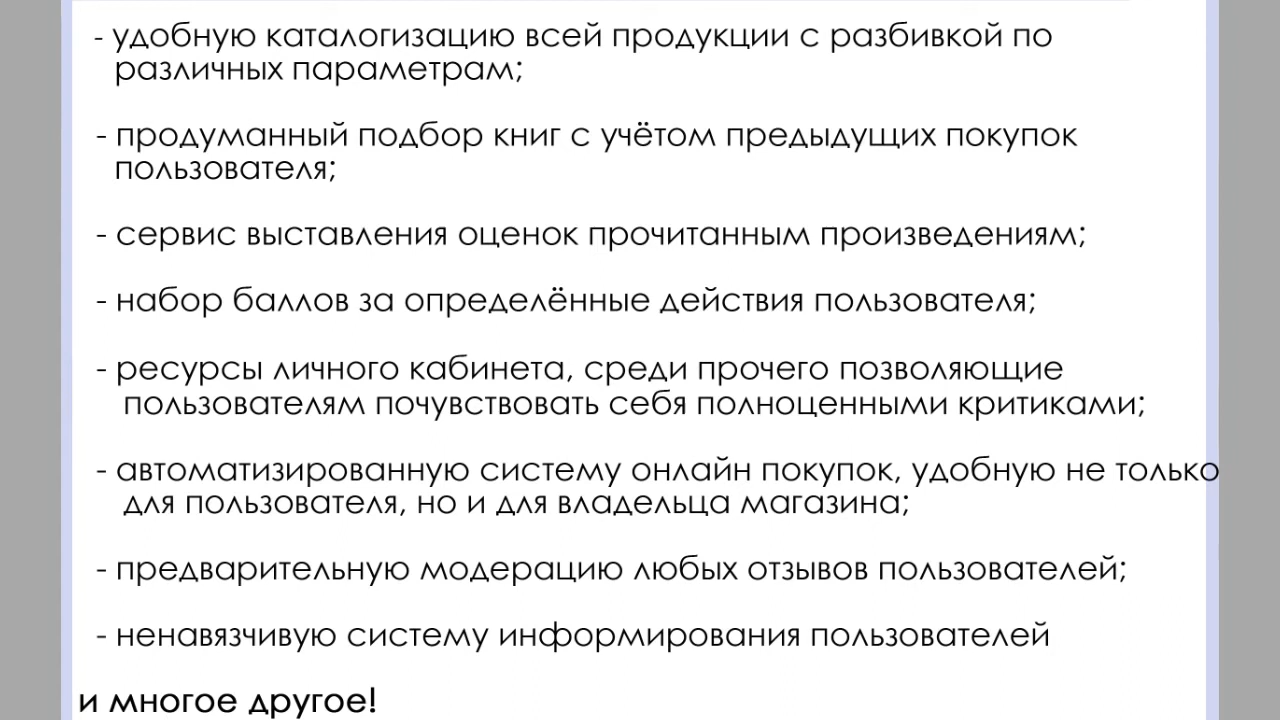 - удобную каталогизацию всей продукции с разбивкой по
различных параметрам;
- продуманный подбор книг с учётом предыдущих покупок
пользователя;
- сервис выставления оценок прочитанным произведениям;
- набор баллов за определённые действия пользователя;
- ресурсы личного кабинета, среди прочего позволяющие
пользователям почувствовать себя полноценными критиками;
- автоматизированную систему онлайн покупок, удобную не только
для пользователя, но и для владельца магазина;
- предварительную модерацию любых отзывов пользователей;
- ненавязчивую систему информирования пользователей
и многое другое!